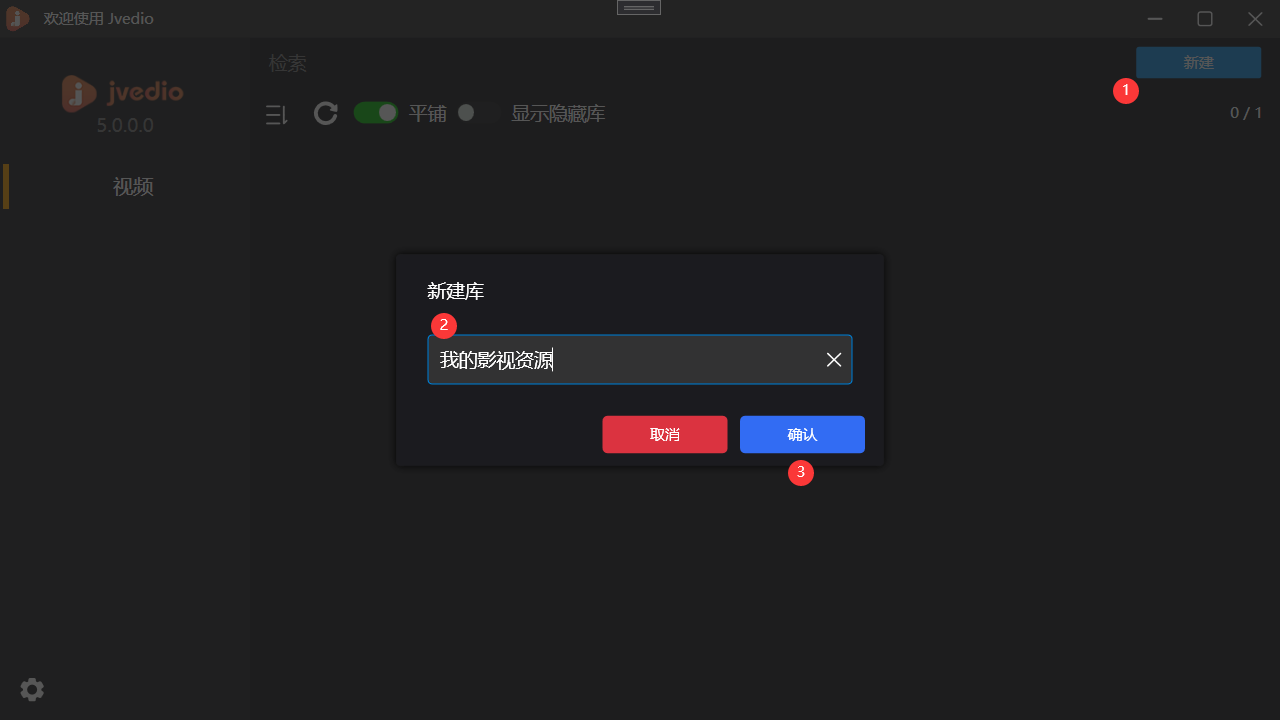 欢迎使用 Jvedio
jvedio
5.0.0.0
视频
检索
新建
1
平铺
显示隐藏库
0 / 1
新建库
2
我的影视资源
取消
确认
3